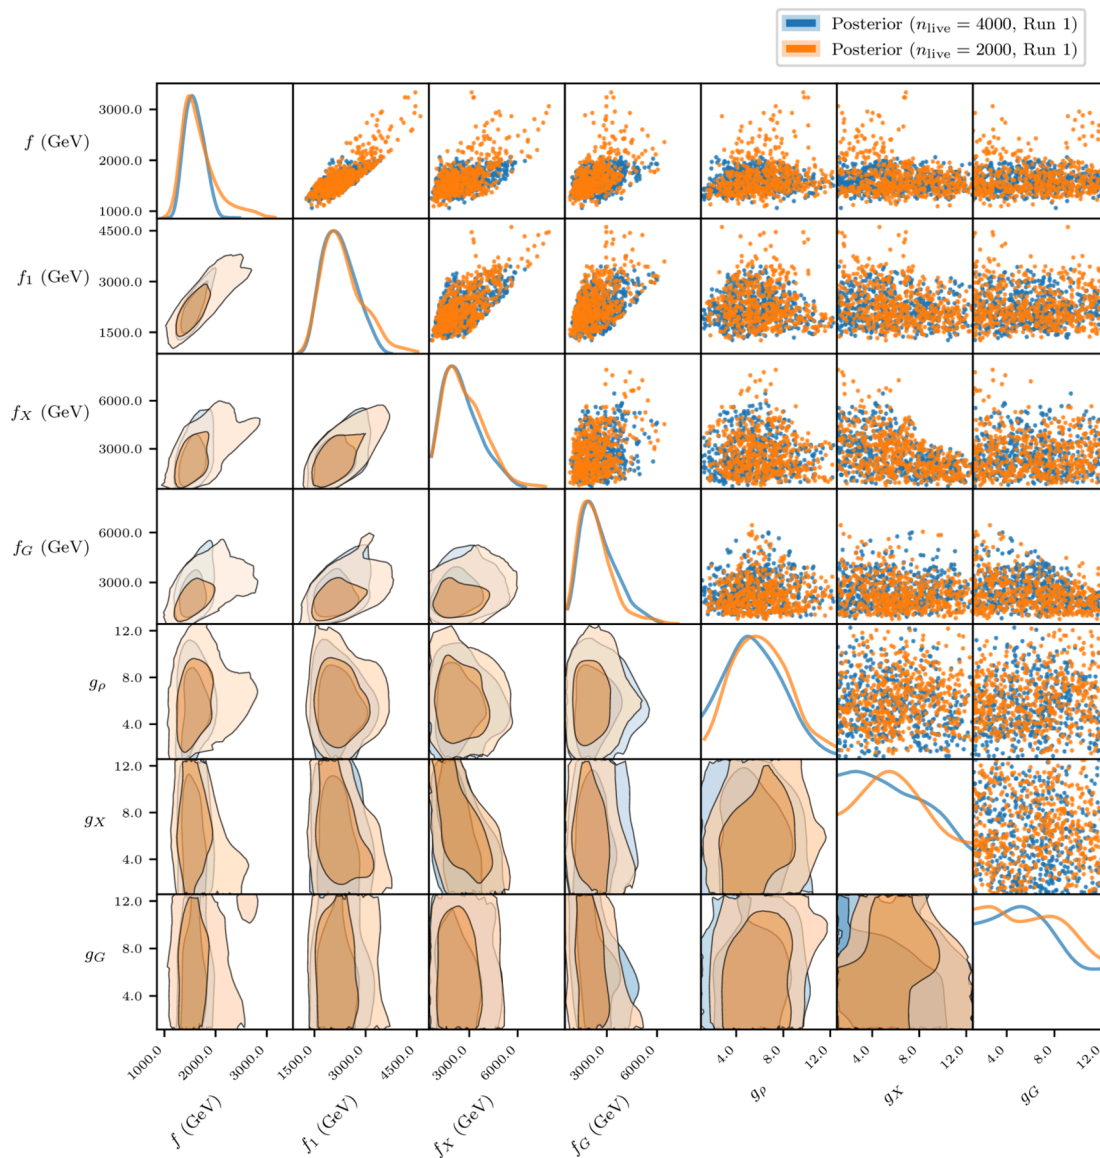 Posterior (n_live = 4000, Run 1)
Posterior (n_live = 2000, Run 1)
f (GeV)
3000.0
2000.0
1000.0
f_1 (GeV)
4500.0
3000.0
1500.0
f_X (GeV)
6000.0
3000.0
f_G (GeV)
6000.0
3000.0
g_ρ
12.0
8.0
4.0
g_X
12.0
8.0
4.0
g_G
12.0
8.0
4.0
1000.0 2000.0 3000.0 1500.0 3000.0 4500.0 3000.0 6000.0 3000.0 6000.0 4.0 8.0 12.0 4.0 8.0 12.0 4.0 8.0 12.0
f (GeV) f_1 (GeV) f_X (GeV) f_G (GeV) g_ρ g_X g_G